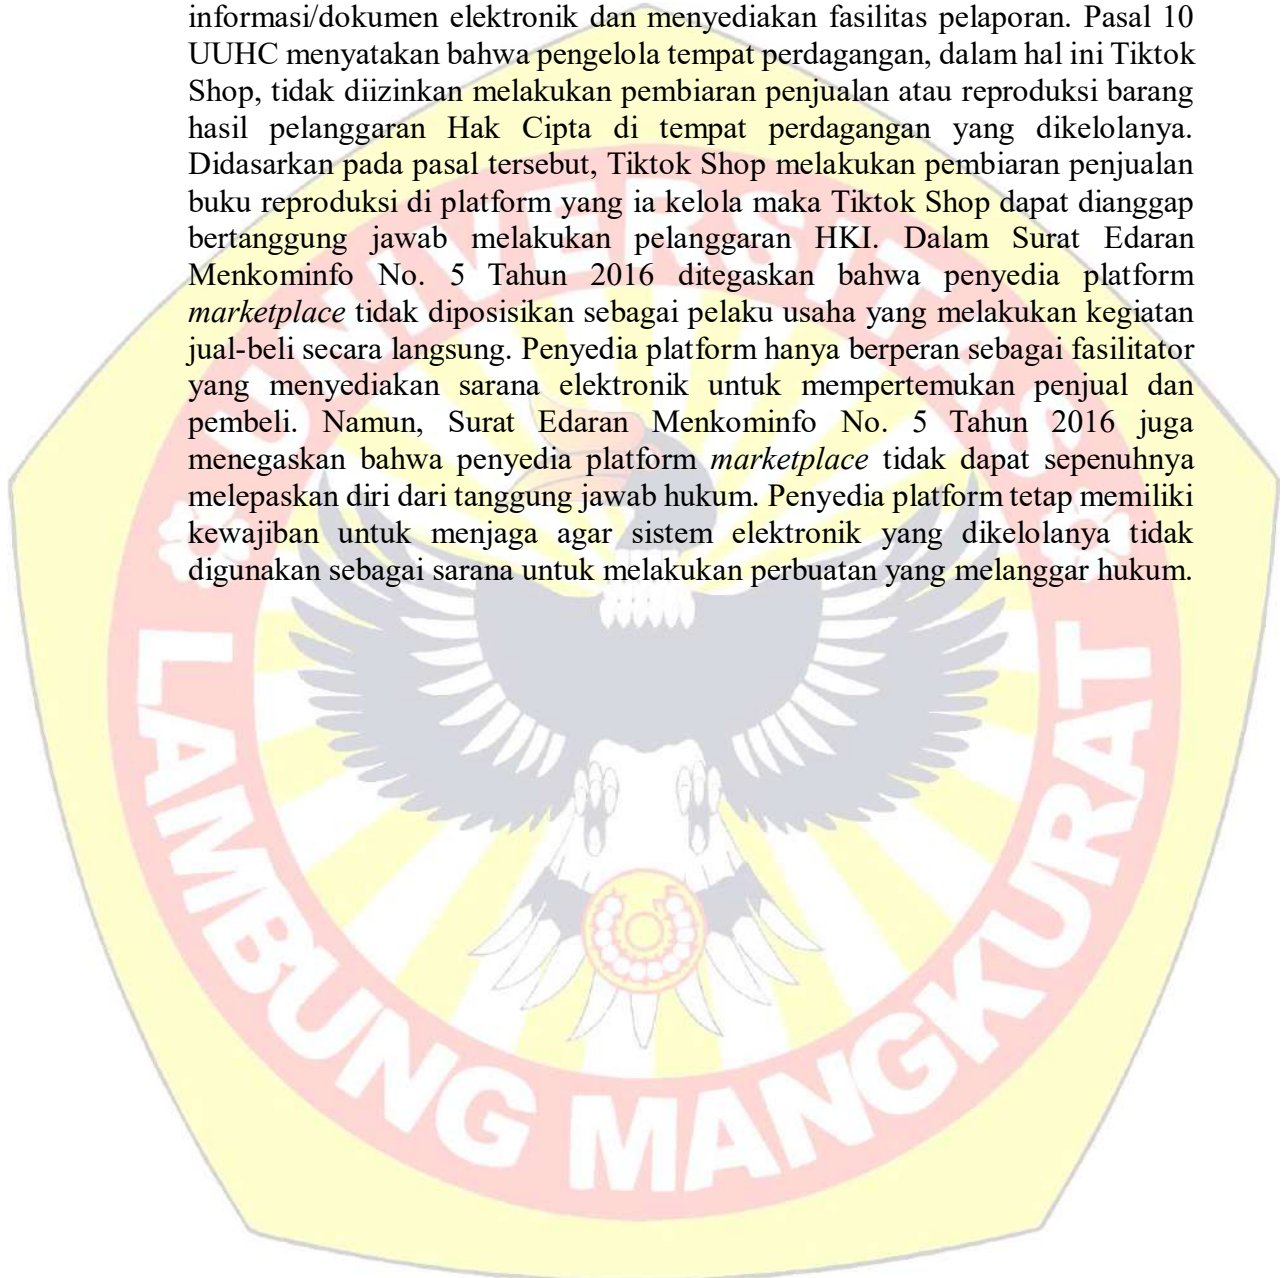 informasi/dokumen elektronik dan menyediakan fasilitas pelaporan. Pasal 10
UUHC menyatakan bahwa pengelola tempat perdagangan, dalam hal ini Tiktok
Shop, tidak diizinkan melakukan pembiaran penjualan atau reproduksi barang
hasil pelanggaran Hak Cipta di tempat perdagangan yang dikelolanya.
Didasarkan pada pasal tersebut, Tiktok Shop melakukan pembiaran penjualan
buku reproduksi di platform yang ia kelola maka Tiktok Shop dapat dianggap
bertanggung jawab melakukan pelanggaran HKI. Dalam Surat Edaran
Menkominfo No. 5 Tahun 2016 ditegaskan bahwa penyedia platform
marketplace tidak diposisikan sebagai pelaku usaha yang melakukan kegiatan
jual-beli secara langsung. Penyedia platform hanya berperan sebagai fasilitator
yang menyediakan sarana elektronik untuk mempertemukan penjual dan
pembeli. Namun, Surat Edaran Menkominfo No. 5 Tahun 2016 juga
menegaskan bahwa penyedia platform marketplace tidak dapat sepenuhnya
melepaskan diri dari tanggung jawab hukum. Penyedia platform tetap memiliki
kewajiban untuk menjaga agar sistem elektronik yang dikelolanya tidak
digunakan sebagai sarana untuk melakukan perbuatan yang melanggar hukum.
UNIVERSITAS
LAMBUNG MANGKURAT